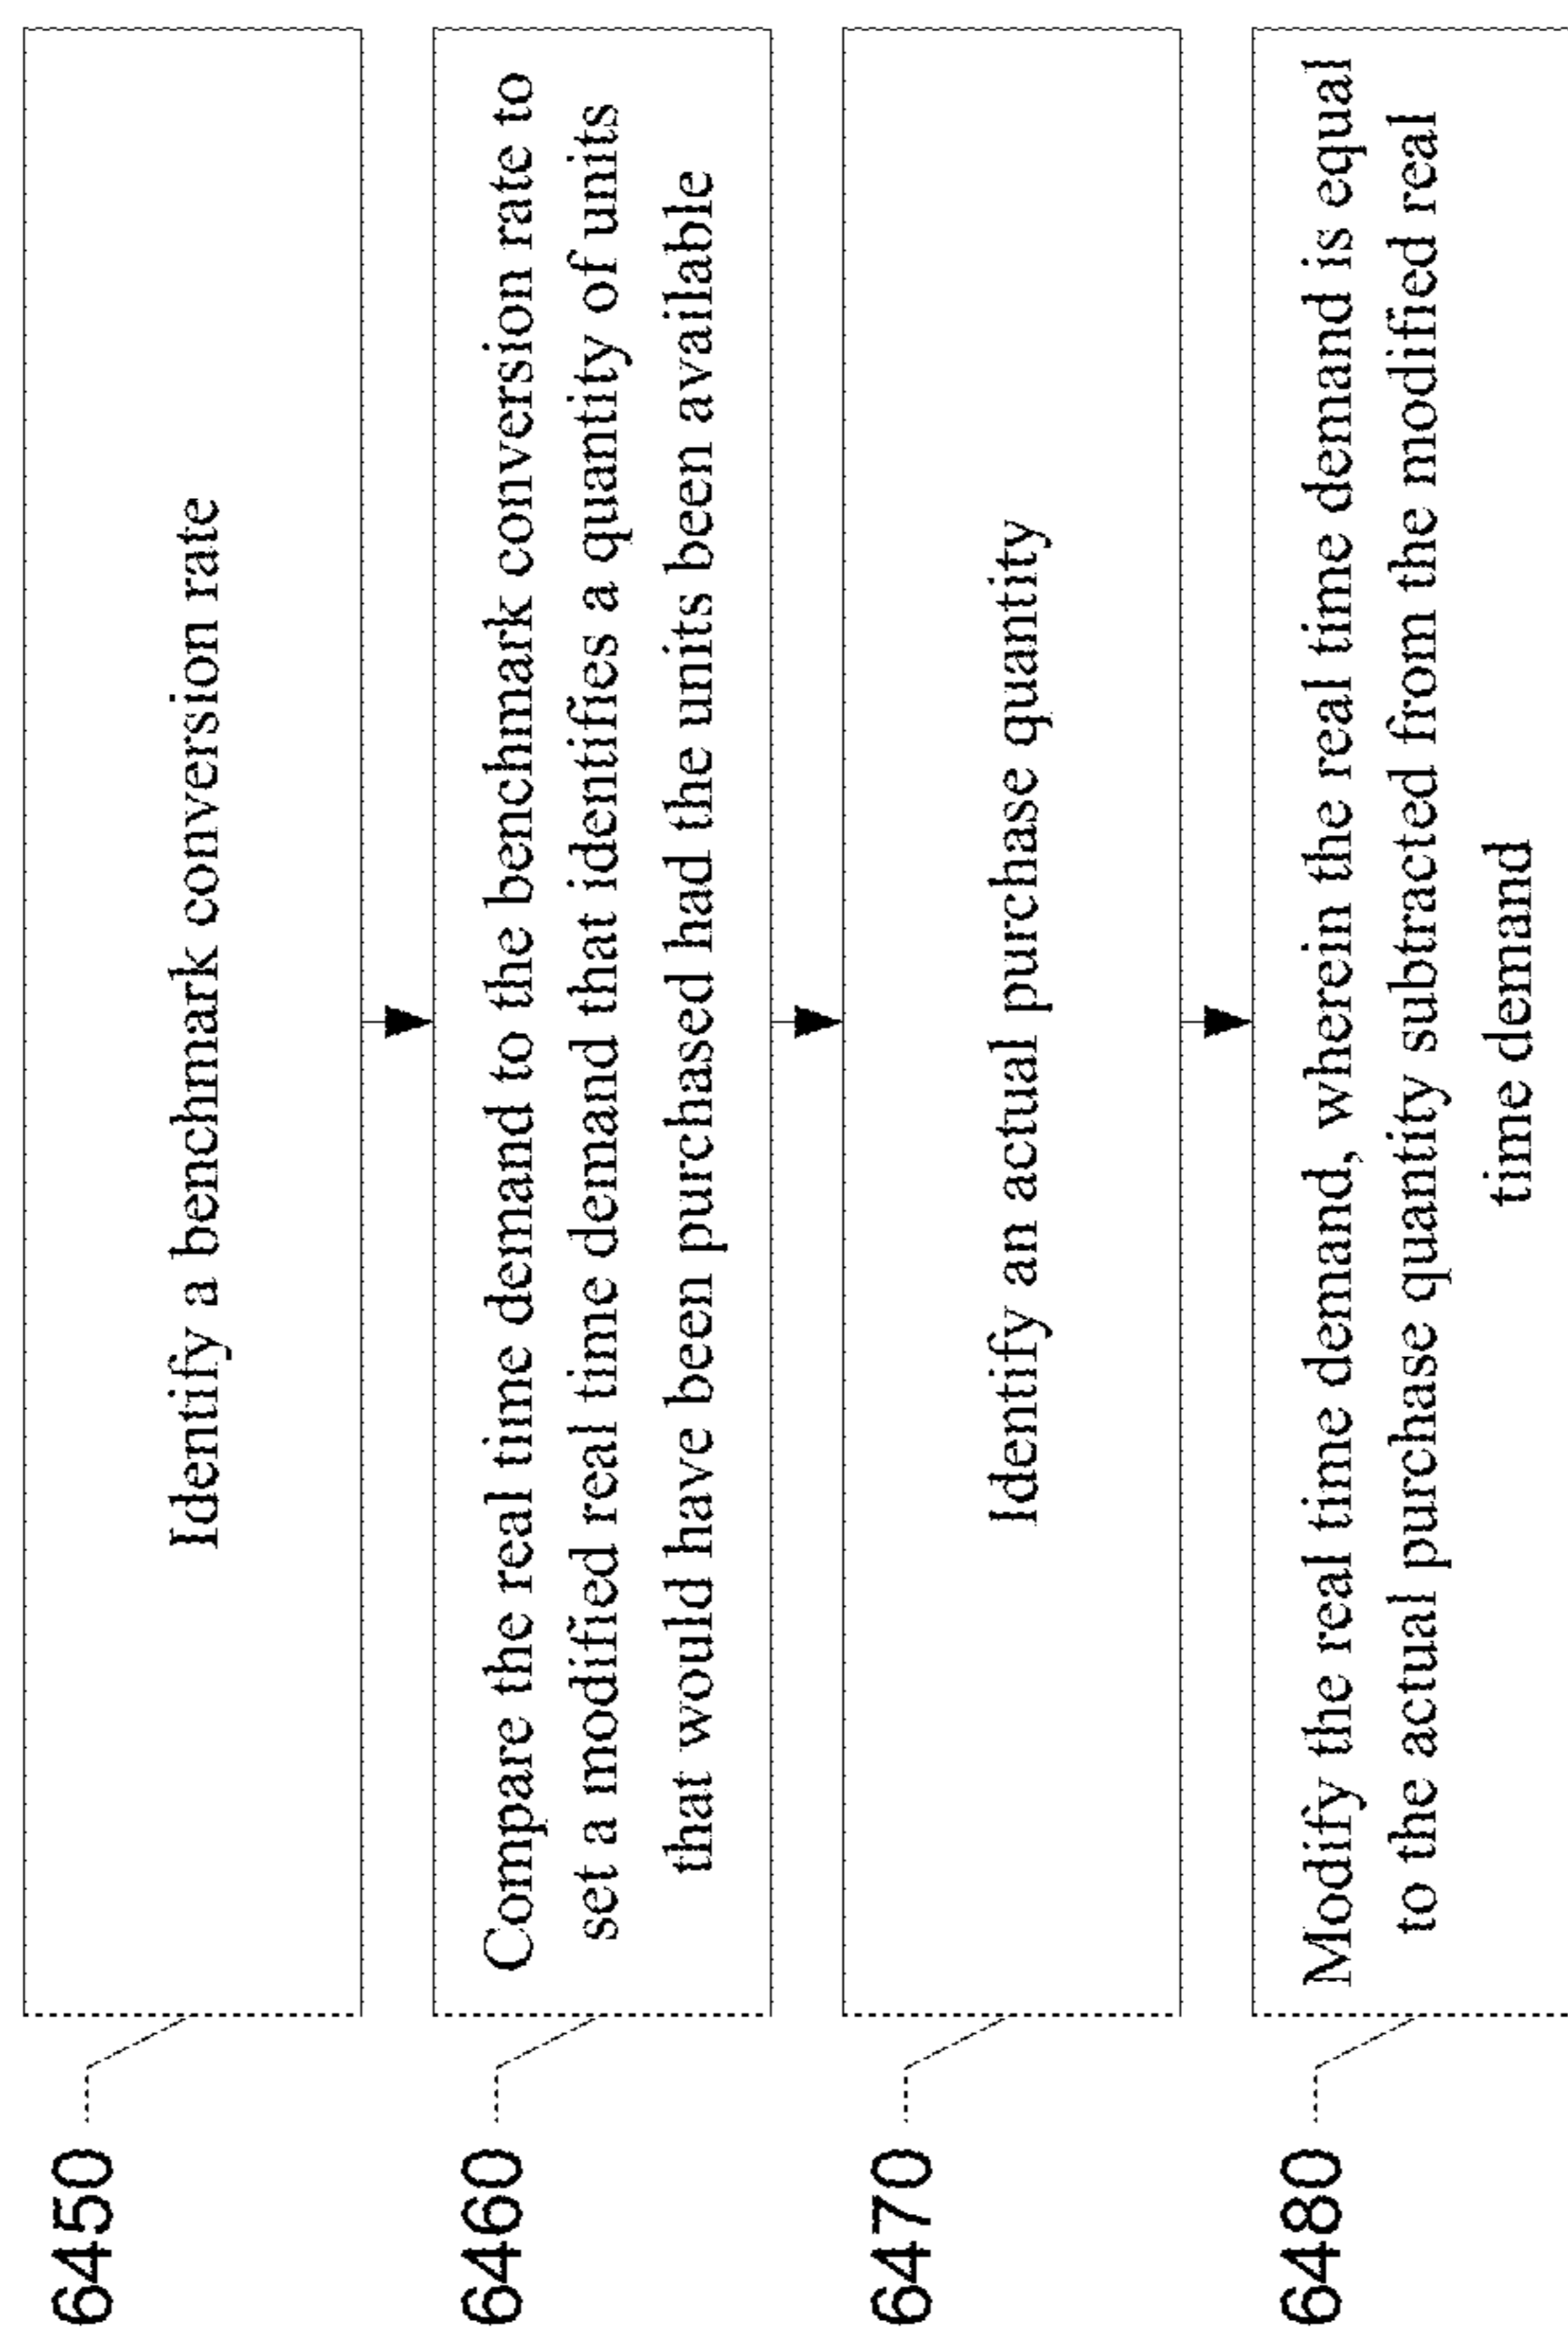 6450
Identify a benchmark conversion rate
6460
Compare the real time demand to the benchmark conversion rate to
set a modified real time demand that identifies a quantity of units
that would have been purchased had the units been available
6470
Identify an actual purchase quantity
6480
Modify the real time demand, wherein the real time demand is equal
to the actual purchase quantity subtracted from the modified real
time demand